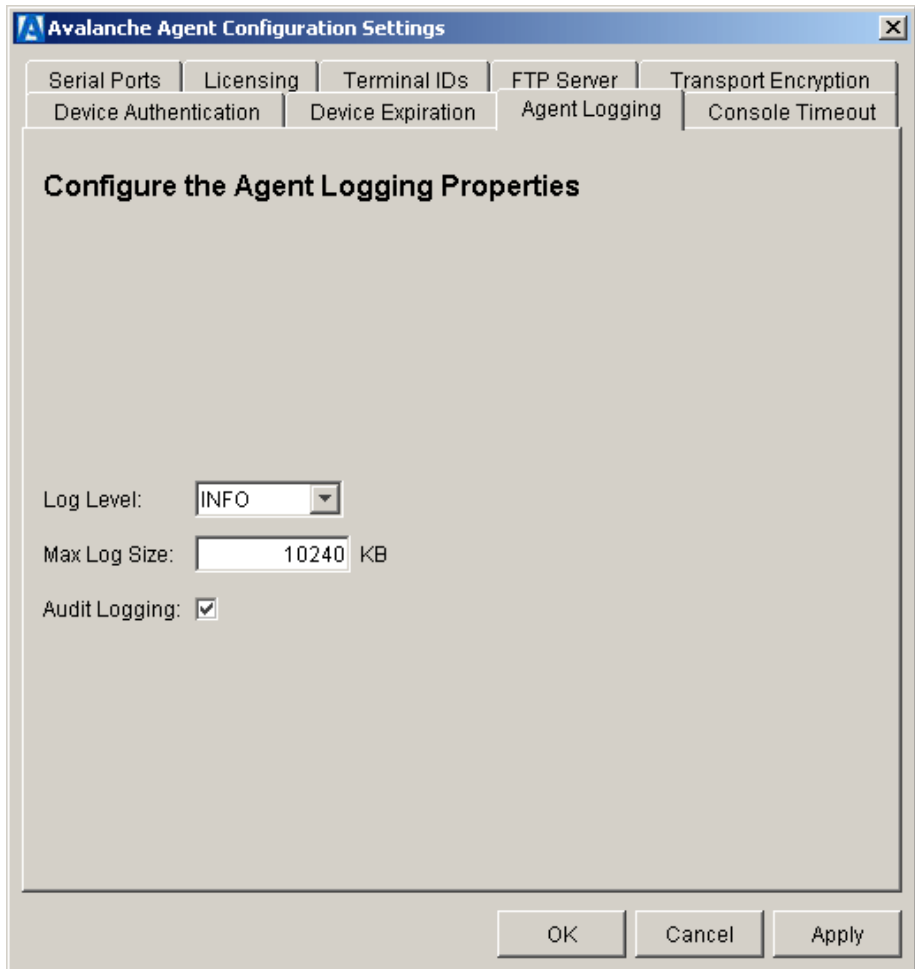 Avalanche Agent Configuration Settings
Serial Ports Licensing Terminal IDs FTP Server Transport Encryption
Device Authentication Device Expiration Agent Logging Console Timeout
Configure the Agent Logging Properties
Log Level: INFO
Max Log Size: 10240 KB
Audit Logging:
OK Cancel Apply